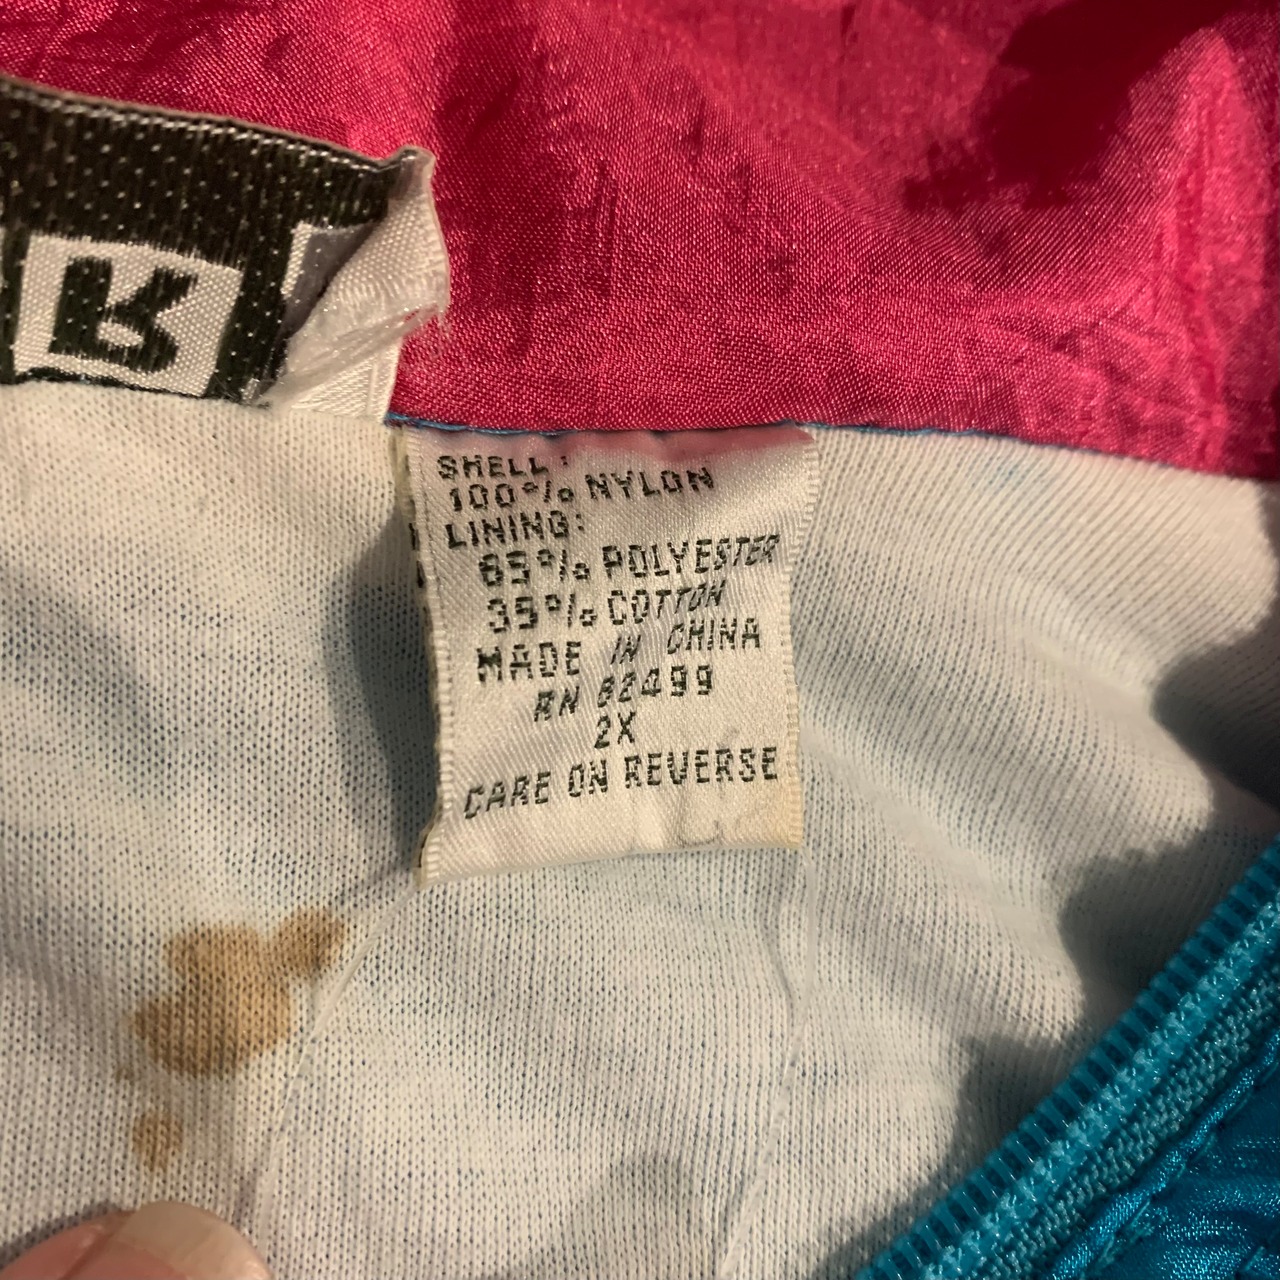 R
SHELL:
100% NYLON
LINING:
65% POLYESTER
35% COTTON
MADE IN CHINA
RN 82499
2X
CARE ON REVERSE